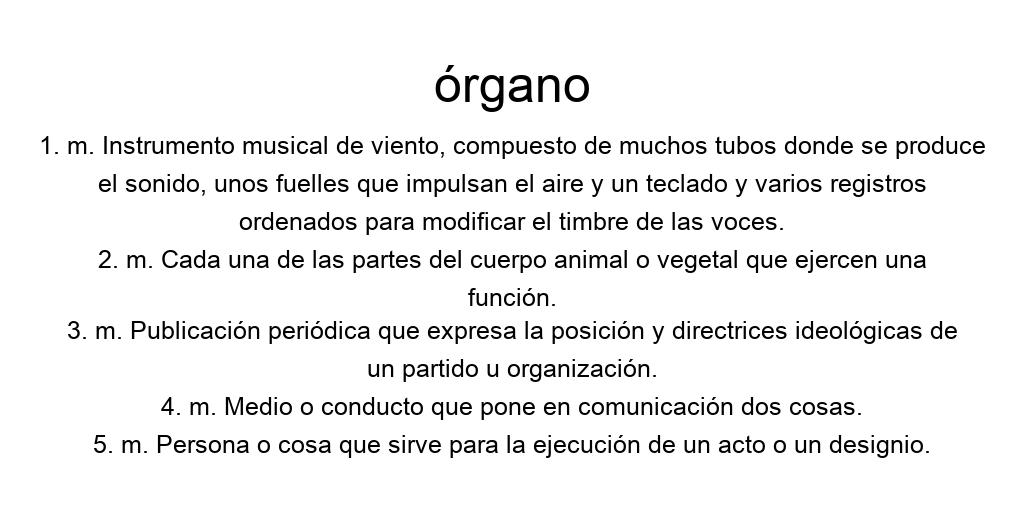 órgano
1. m. Instrumento musical de viento, compuesto de muchos tubos donde se produce
el sonido, unos fuelles que impulsan el aire y un teclado y varios registros
ordenados para modificar el timbre de las voces.
2. m. Cada una de las partes del cuerpo animal o vegetal que ejercen una
función.
3. m. Publicación periódica que expresa la posición y directrices ideológicas de
un partido u organización.
4. m. Medio o conducto que pone en comunicación dos cosas.
5. m. Persona o cosa que sirve para la ejecución de un acto o un designio.